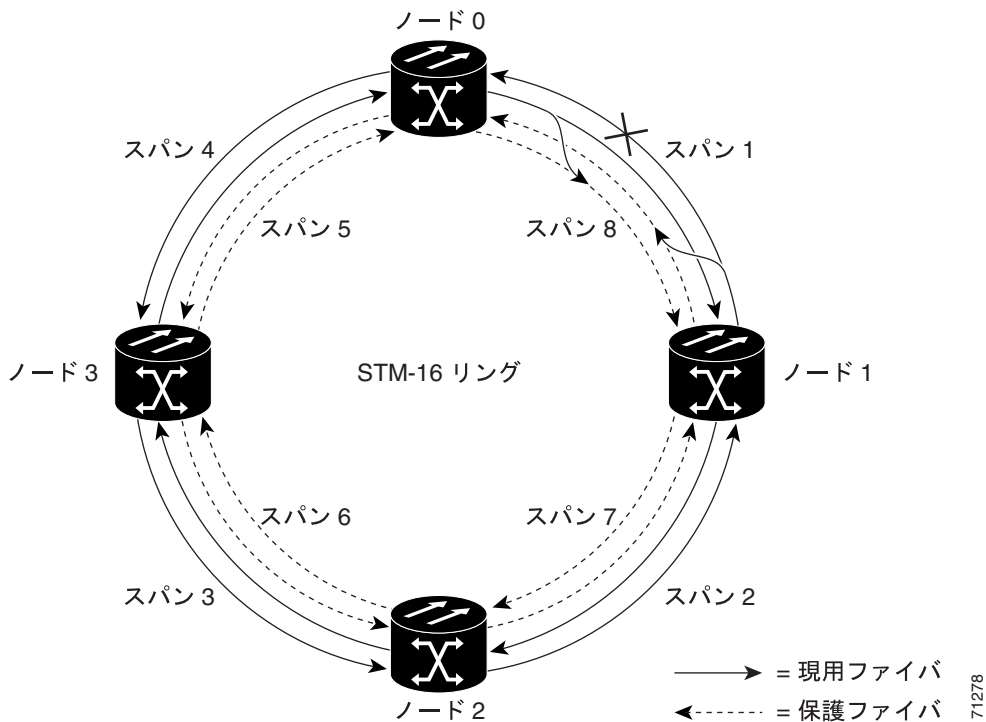 ノード 0
スパン 4
スパン 1
スパン 5
スパン 8
ノード 3
STM-16 リング
ノード 1
スパン 6
スパン 7
スパン 3
スパン 2
ノード 2
= 現用ファイバ
= 保護ファイバ
71278